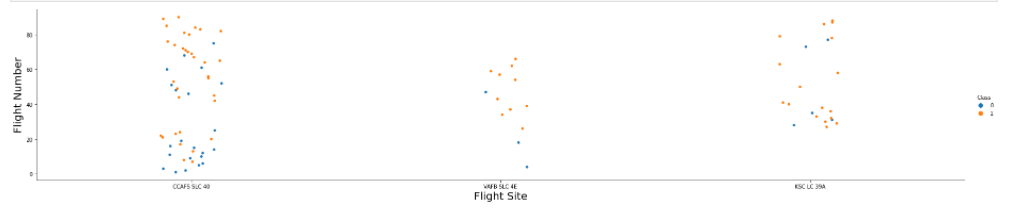 80
60
40
20
0
Flight Number
CCAFS SLC 40
VAFB SLC 4E
KSC LC 39A
Flight Site
Class
0
1